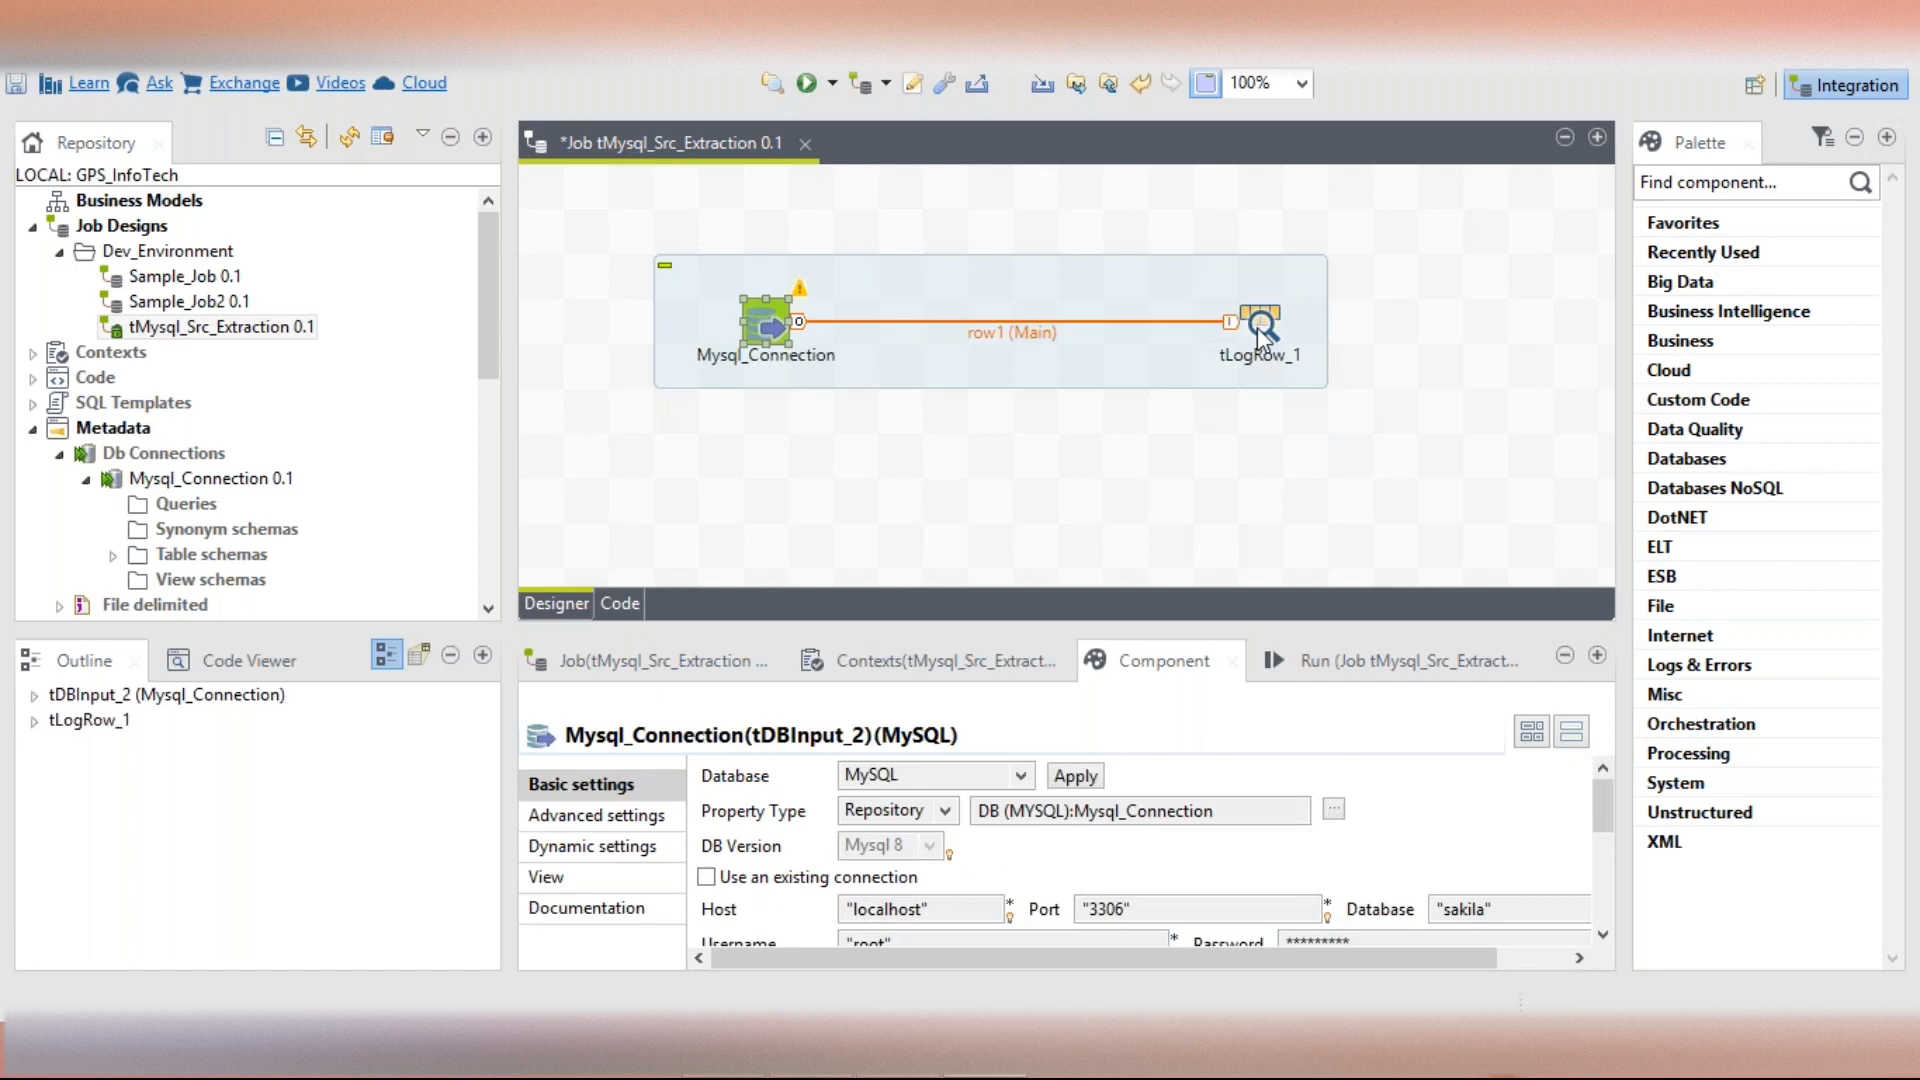 Learn Ask Exchange Videos Cloud
100%
Integration
Repository
LOCAL: GPS_InfoTech
Business Models
Job Designs
Dev_Environment
Sample_Job 0.1
Sample_Job2 0.1
tMysql_Src_Extraction 0.1
Contexts
Code
SQL Templates
Metadata
Db Connections
Mysql_Connection 0.1
Queries
Synonym schemas
Table schemas
View schemas
File delimited
*Job tMysql_Src_Extraction 0.1
row1 (Main)
Mysql_Connection
tLogRow_1
Designer Code
Palette
Find component...
Favorites
Recently Used
Big Data
Business Intelligence
Business
Cloud
Custom Code
Data Quality
Databases
Databases NoSQL
DotNET
ELT
ESB
File
Internet
Logs & Errors
Misc
Orchestration
Processing
System
Unstructured
XML
Outline Code Viewer
tDBInput_2 (Mysql_Connection)
tLogRow_1
Job(tMysql_Src_Extraction ... Contexts(tMysql_Src_Extract... Component Run (Job tMysql_Src_Extract...
Mysql_Connection(tDBInput_2)(MySQL)
Basic settings
Advanced settings
Dynamic settings
View
Documentation
Database MySQL Apply
Property Type Repository DB (MYSQL):Mysql_Connection ...
DB Version Mysql 8
Use an existing connection
Host "localhost" * Port "3306" * Database "sakila"
Username "root" * Password *********